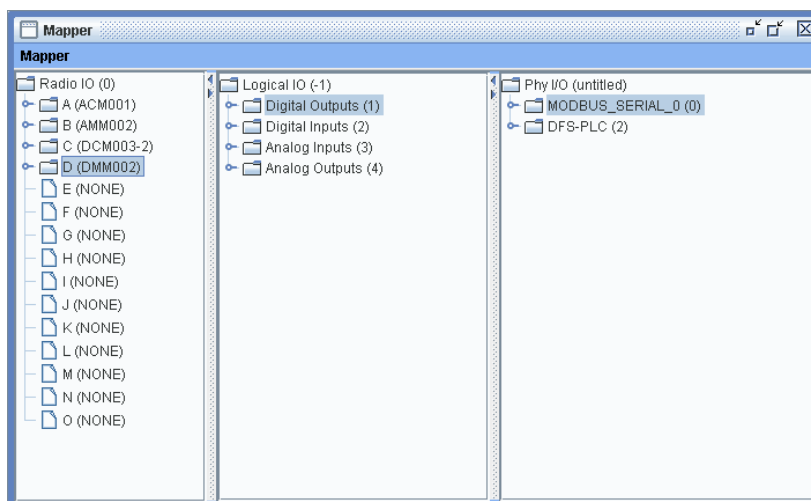 Mapper
Mapper
Radio IO (0)
A (ACM001)
B (AMM002)
C (DCM003-2)
D (DMM002)
E (NONE)
F (NONE)
G (NONE)
H (NONE)
I (NONE)
J (NONE)
K (NONE)
L (NONE)
M (NONE)
N (NONE)
O (NONE)
Logical IO (-1)
Digital Outputs (1)
Digital Inputs (2)
Analog Inputs (3)
Analog Outputs (4)
Phy I/O (untitled)
MODBUS_SERIAL_0 (0)
DFS-PLC (2)